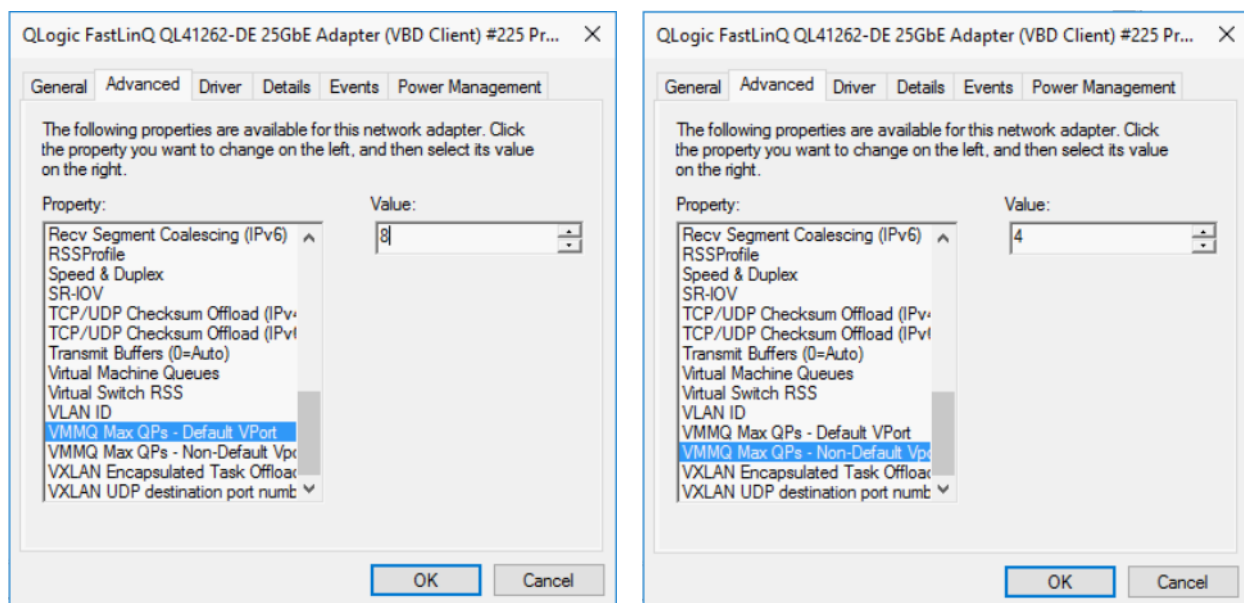 QLogic FastLinQ QL41262-DE 25GbE Adapter (VBD Client) #225 Pr...
General Advanced Driver Details Events Power Management
The following properties are available for this network adapter. Click
the property you want to change on the left, and then select its value
on the right.
Property:
Value:
Recv Segment Coalescing (IPv6)
RSSProfile
Speed & Duplex
SR-IOV
TCP/UDP Checksum Offload (IPv4
TCP/UDP Checksum Offload (IPv6
Transmit Buffers (0=Auto)
Virtual Machine Queues
Virtual Switch RSS
VLAN ID
VMMQ Max QPs - Default VPort
VMMQ Max QPs - Non-Default Vpo
VXLAN Encapsulated Task Offload
VXLAN UDP destination port numb
8
OK
Cancel
QLogic FastLinQ QL41262-DE 25GbE Adapter (VBD Client) #225 Pr...
General Advanced Driver Details Events Power Management
The following properties are available for this network adapter. Click
the property you want to change on the left, and then select its value
on the right.
Property:
Value:
Recv Segment Coalescing (IPv6)
RSSProfile
Speed & Duplex
SR-IOV
TCP/UDP Checksum Offload (IPv4
TCP/UDP Checksum Offload (IPv6
Transmit Buffers (0=Auto)
Virtual Machine Queues
Virtual Switch RSS
VLAN ID
VMMQ Max QPs - Default VPort
VMMQ Max QPs - Non-Default Vpo
VXLAN Encapsulated Task Offload
VXLAN UDP destination port numb
4
OK
Cancel